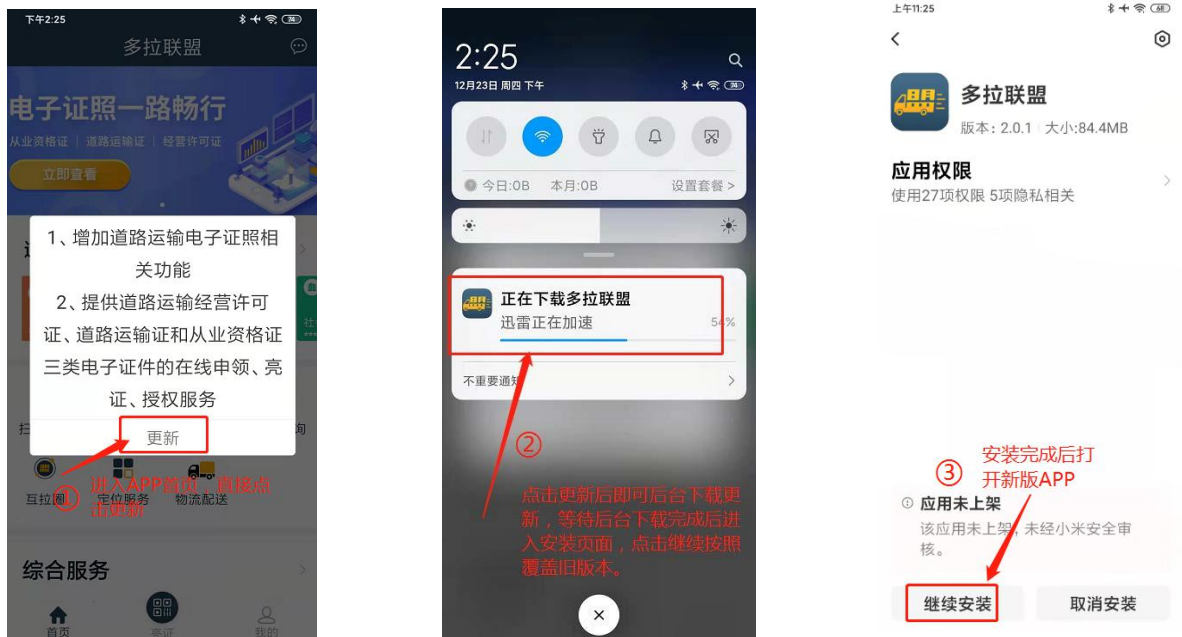 下午2:25
74
多拉联盟
电子证照一路畅行
从业资格证 | 道路运输证 | 经营许可证
立即查看
1、增加道路运输电子证照相
关功能
2、提供道路运输经营许可
证、道路运输证和从业资格证
三类电子证件的在线申领、亮
证、授权服务
更新
扫
询
互拉圈
定位服务
物流配送
① 进入APP首页，直接点
击更新
综合服务
首页
亮证
我的
2:25
12月23日 周四 下午
74
今日:0B 本月:0B
设置套餐 >
正在下载多拉联盟
迅雷正在加速
54%
不重要通知
②
点击更新后即可后台下载更
新，等待后台下载完成后进
入安装页面，点击继续按照
覆盖旧版本。
上午11:25
68
多拉联盟
版本: 2.0.1 | 大小:84.4MB
应用权限
使用27项权限 5项隐私相关
③ 安装完成后打
开新版APP
应用未上架
该应用未上架，未经小米安全审
核。
继续安装
取消安装